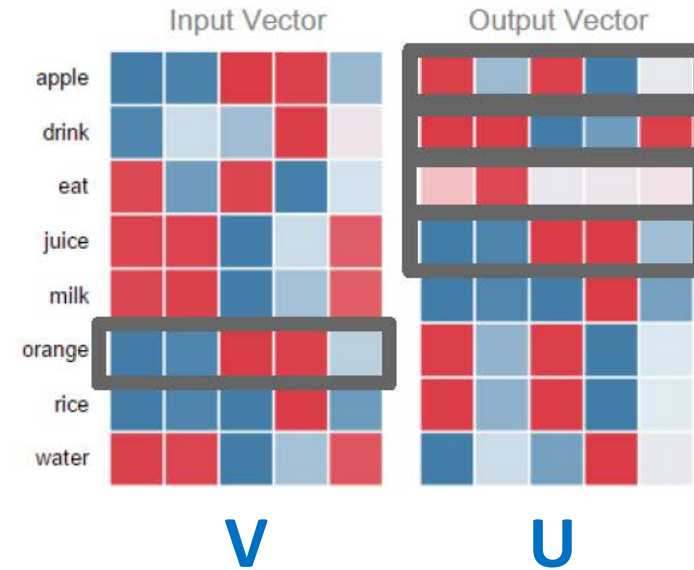 Input Vector
Output Vector
apple
drink
eat
juice
milk
orange
rice
water
V
U